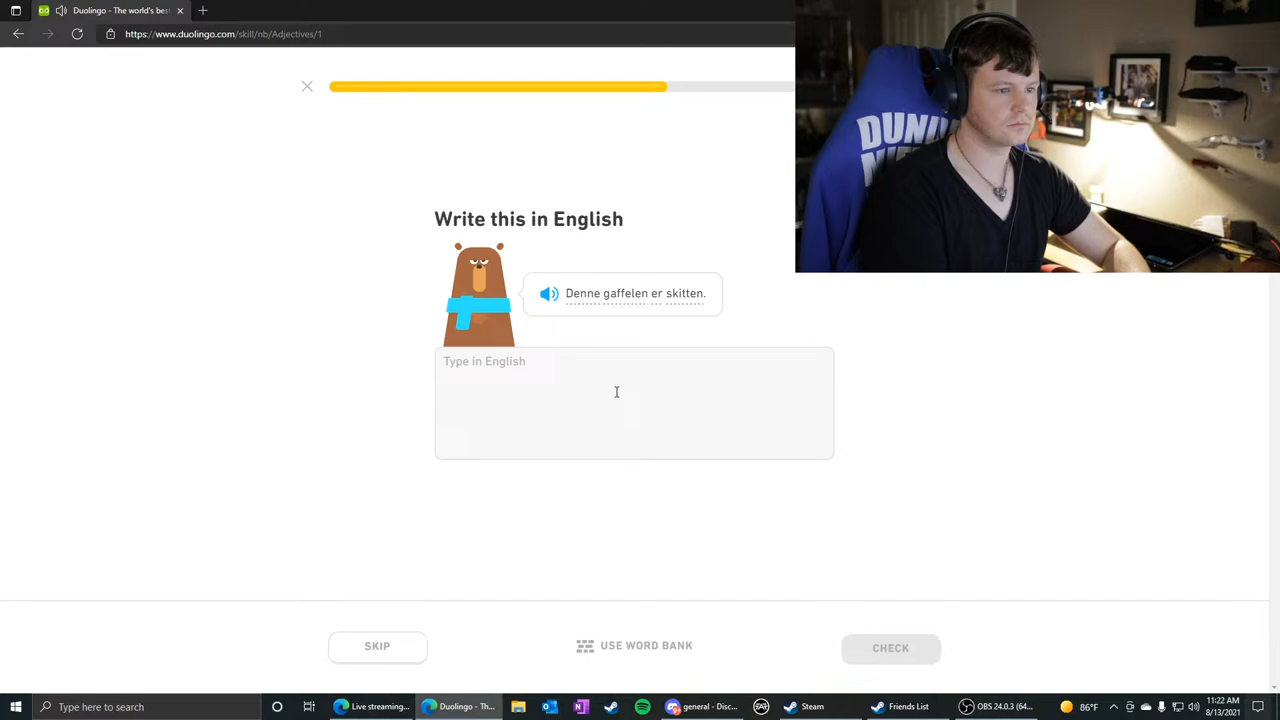 Duolingo - The world's bes
https://www.duolingo.com/skill/nb/Adjectives/1
Write this in English
Denne gaffelen er skitten.
Type in English
SKIP
USE WORD BANK
CHECK
Type here to search
Live streaming...
Duolingo - Th...
general - Disc...
Steam
Friends List
OBS 24.0.3 (64...
86°F
11:22 AM
8/13/2021